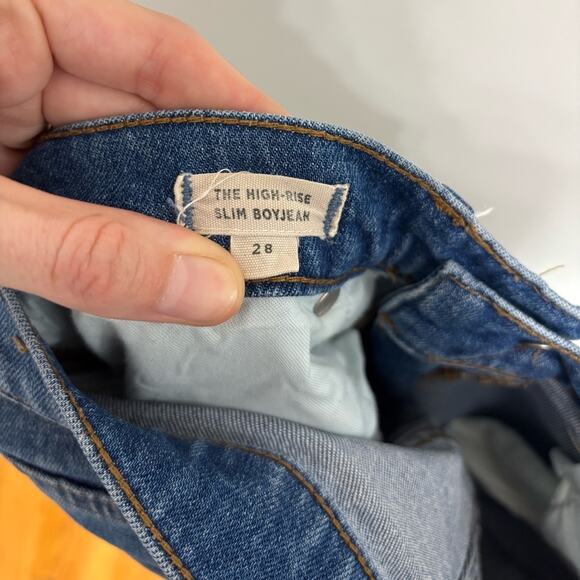 THE HIGH-RISE
SLIM BOYJEAN
28